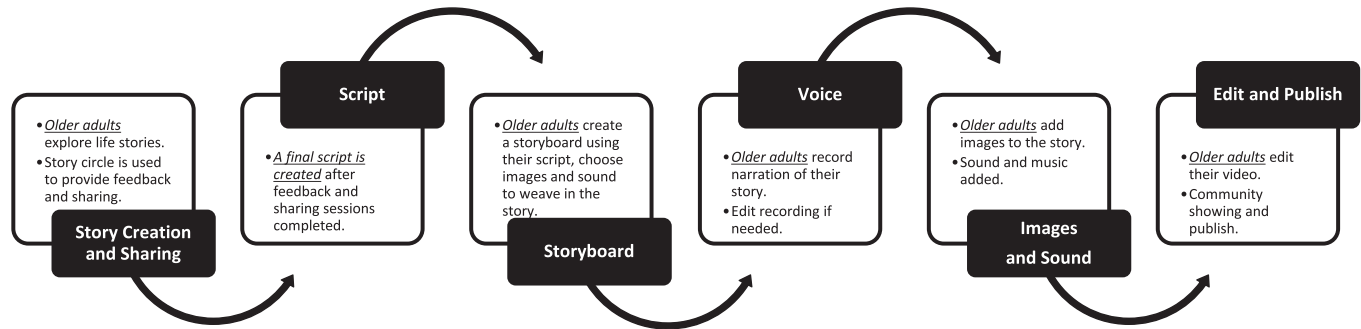 • Older adults
explore life stories.
• Story circle is used
to provide feedback
and sharing.
Story Creation
and Sharing
Script
• A final script is
created after
feedback and
sharing sessions
completed.
• Older adults create
a storyboard using
their script, choose
images and sound
to weave in the
story.
Storyboard
Voice
• Older adults record
narration of their
story.
• Edit recording if
needed.
• Older adults add
images to the story.
• Sound and music
added.
Images
and Sound
Edit and Publish
• Older adults edit
their video.
• Community
showing and
publish.